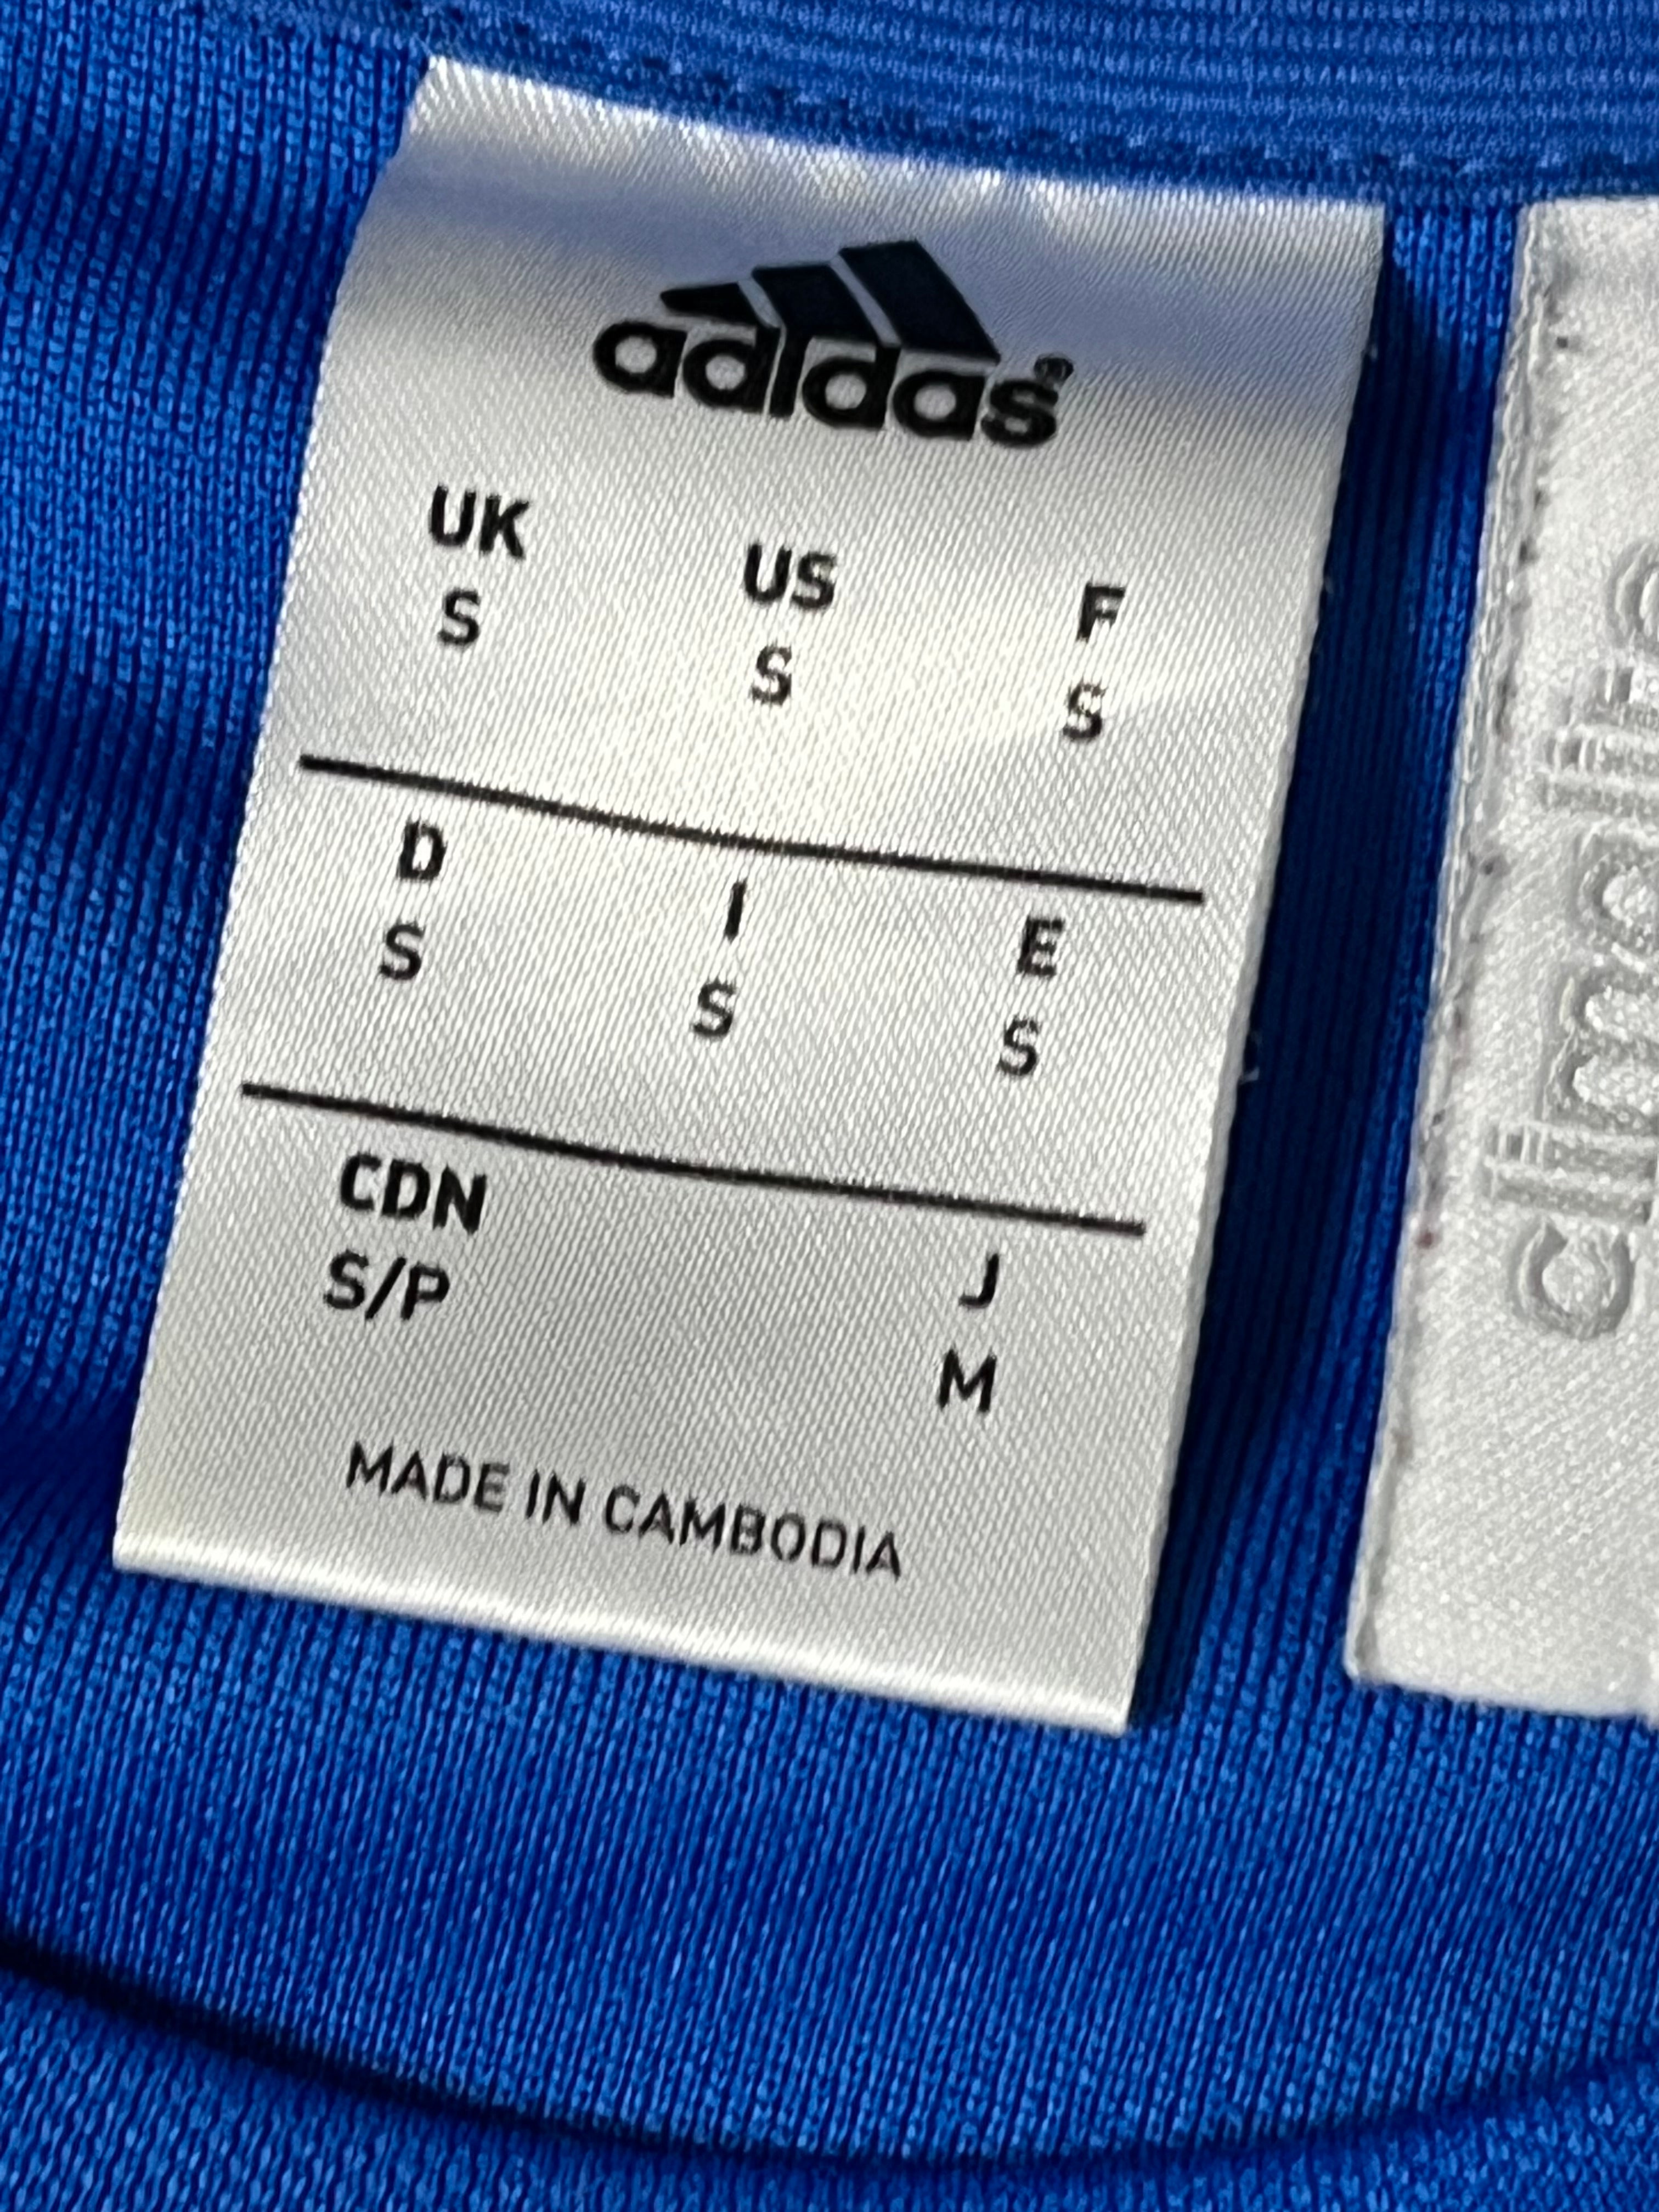 adidas®
UK US F
S S S
D I E
S S S
CDN J
S/P M
MADE IN CAMBODIA